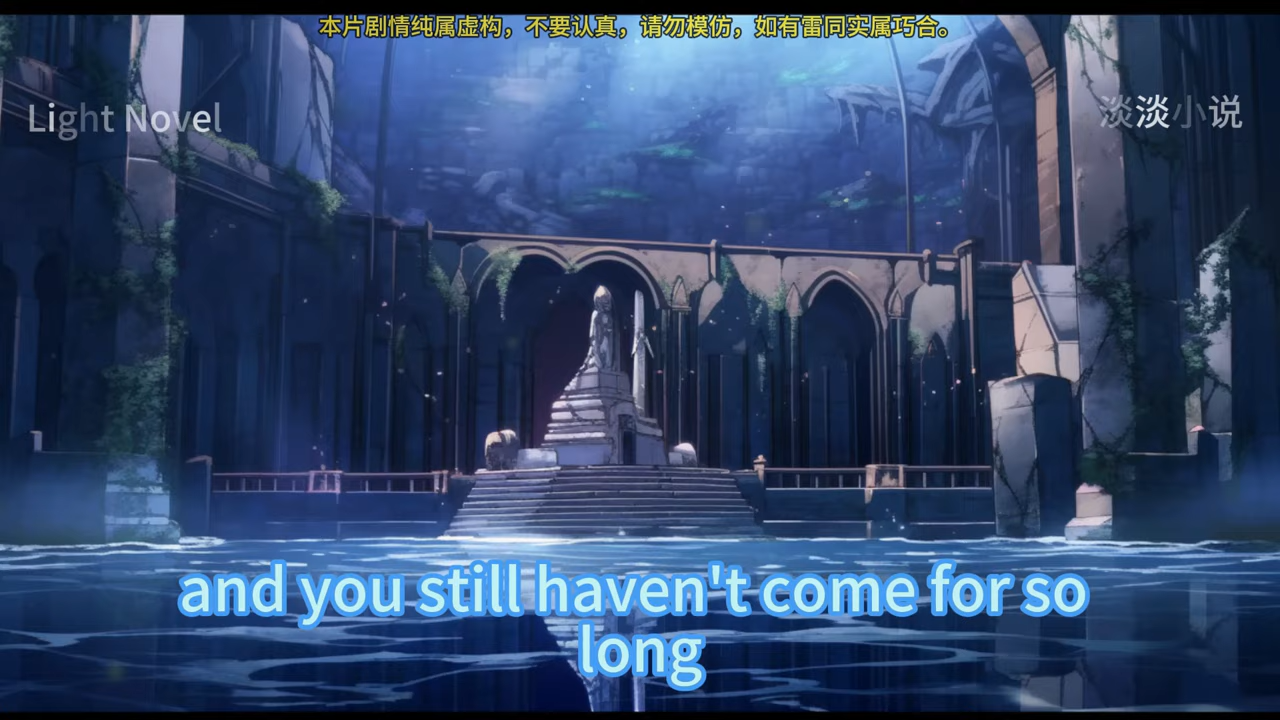 本片剧情纯属虚构，不要认真，请勿模仿，如有雷同实属巧合。
Light Novel
淡淡小说
and you still haven't come for so
long